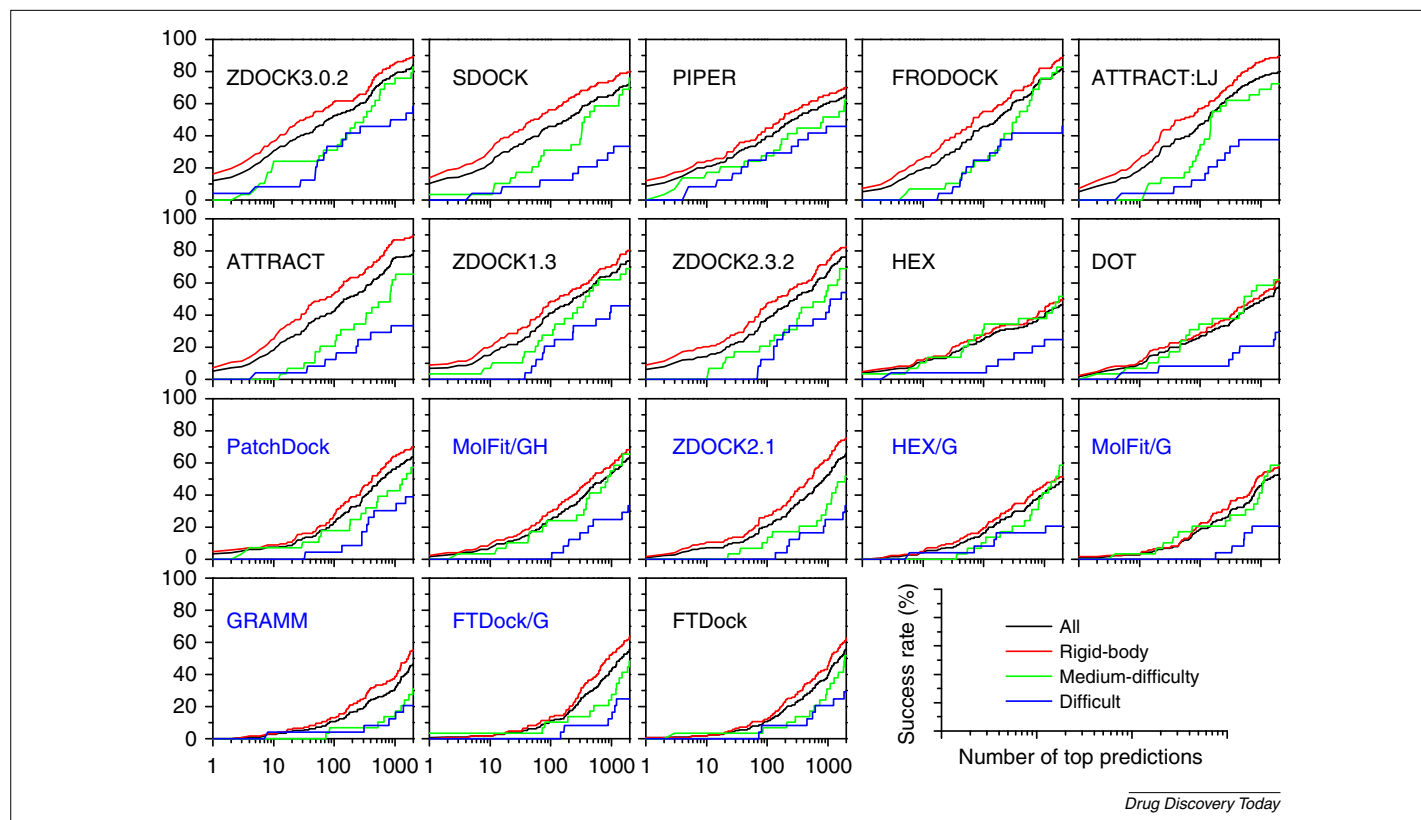 100
80
60
40
20
0
ZDOCK3.0.2
SDOCK
PIPER
FRODOCK
ATTRACT:LJ
100
80
60
40
20
0
ATTRACT
ZDOCK1.3
ZDOCK2.3.2
HEX
DOT
100
80
60
40
20
0
PatchDock
MolFit/GH
ZDOCK2.1
HEX/G
MolFit/G
100
80
60
40
20
0
GRAMM
FTDock/G
FTDock
1 10 100 1000
1 10 100 1000
1 10 100 1000
Success rate (%)
All
Rigid-body
Medium-difficulty
Difficult
Number of top predictions
Drug Discovery Today